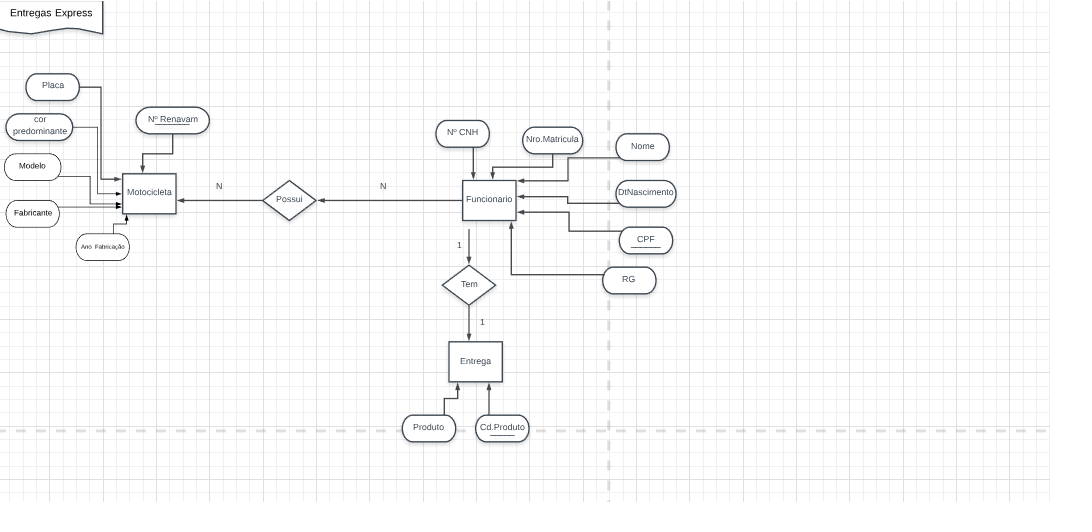 Entregas Express
Placa
cor
predominante
Nº Renavam
Modelo
Fabricante
Ano Fabricação
Motocicleta
N
Possui
N
Nº CNH
Nro.Matricula
Nome
Funcionario
DtNascimento
CPF
RG
1
Tem
1
Entrega
Produto
Cd.Produto